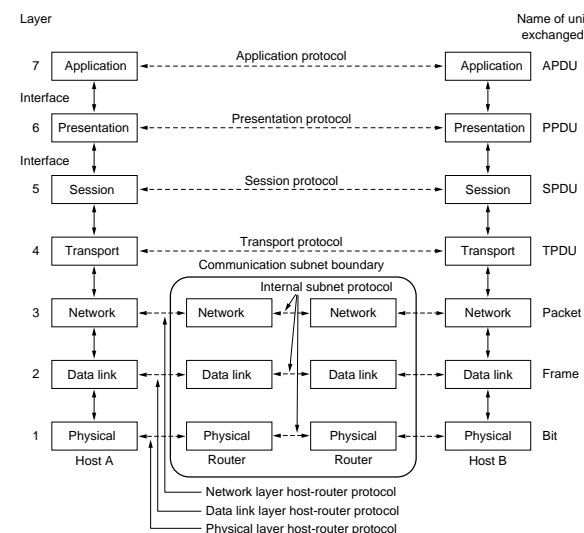 Layer
Name of uni
exchanged
7 Application Application protocol Application APDU
Interface
6 Presentation Presentation protocol Presentation PPDU
Interface
5 Session Session protocol Session SPDU
4 Transport Transport protocol Transport TPDU
Communication subnet boundary
Internal subnet protocol
3 Network Network Network Network Packet
2 Data link Data link Data link Data link Frame
1 Physical Physical Physical Physical Bit
Host A Router Router Host B
Network layer host-router protocol
Data link layer host-router protocol
Physical layer host-router protocol